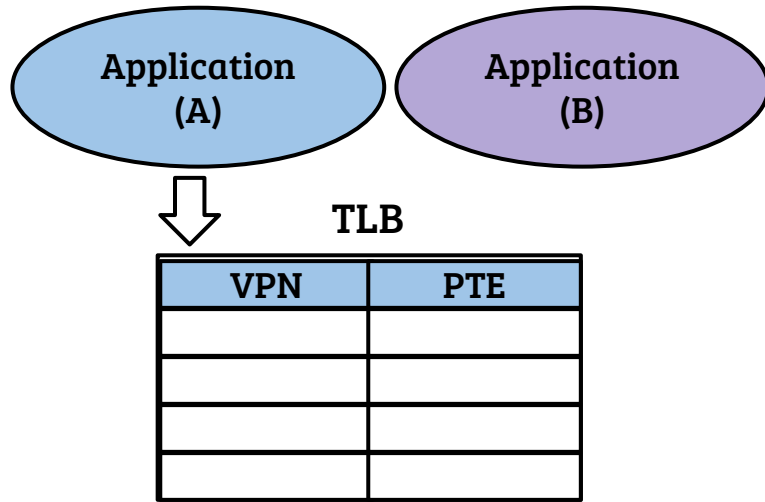 Application
(A)
Application
(B)
TLB
VPN PTE